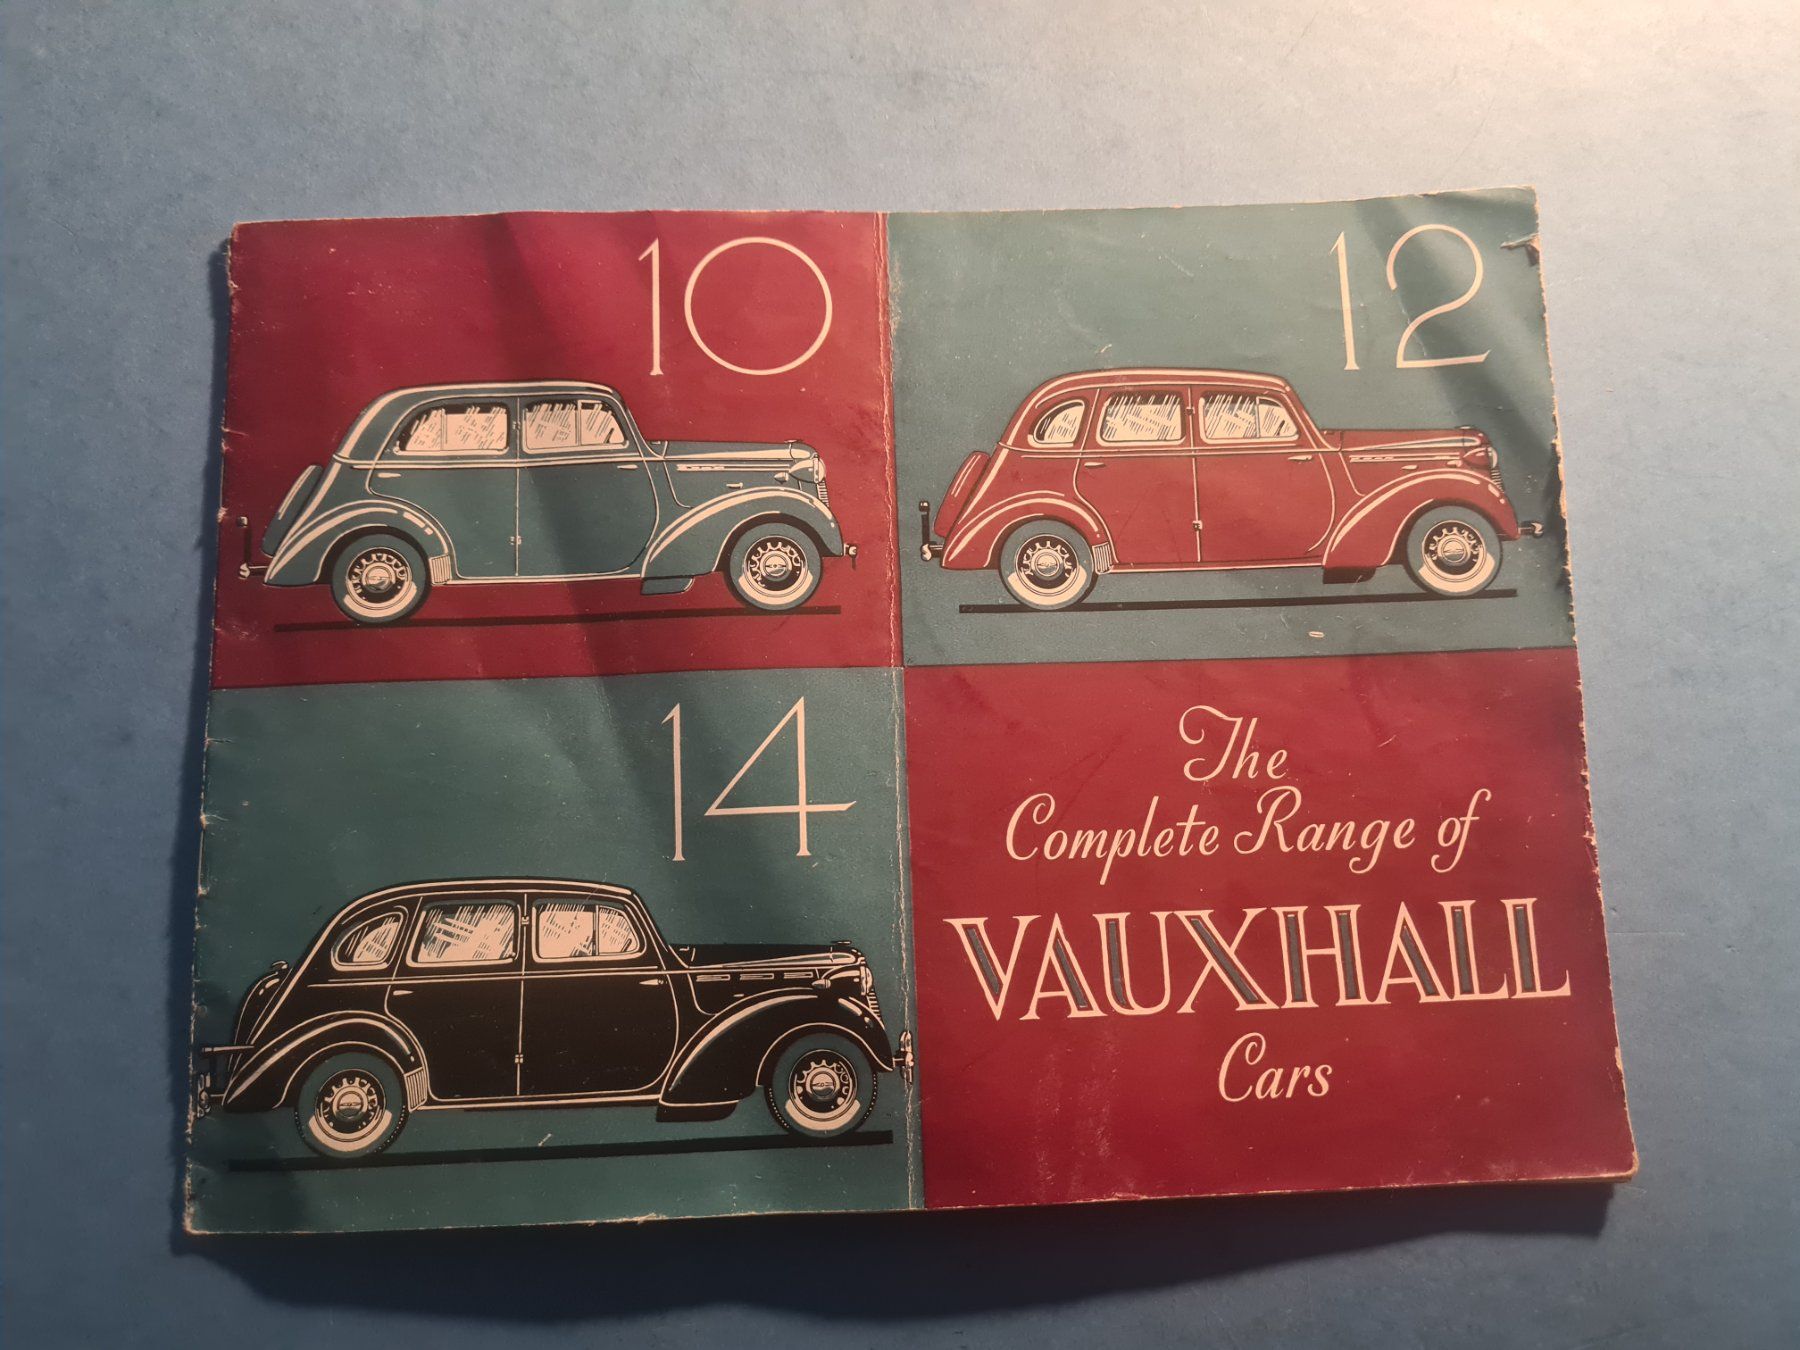 10
12
14
The
Complete Range of
VAUXHALL
Cars